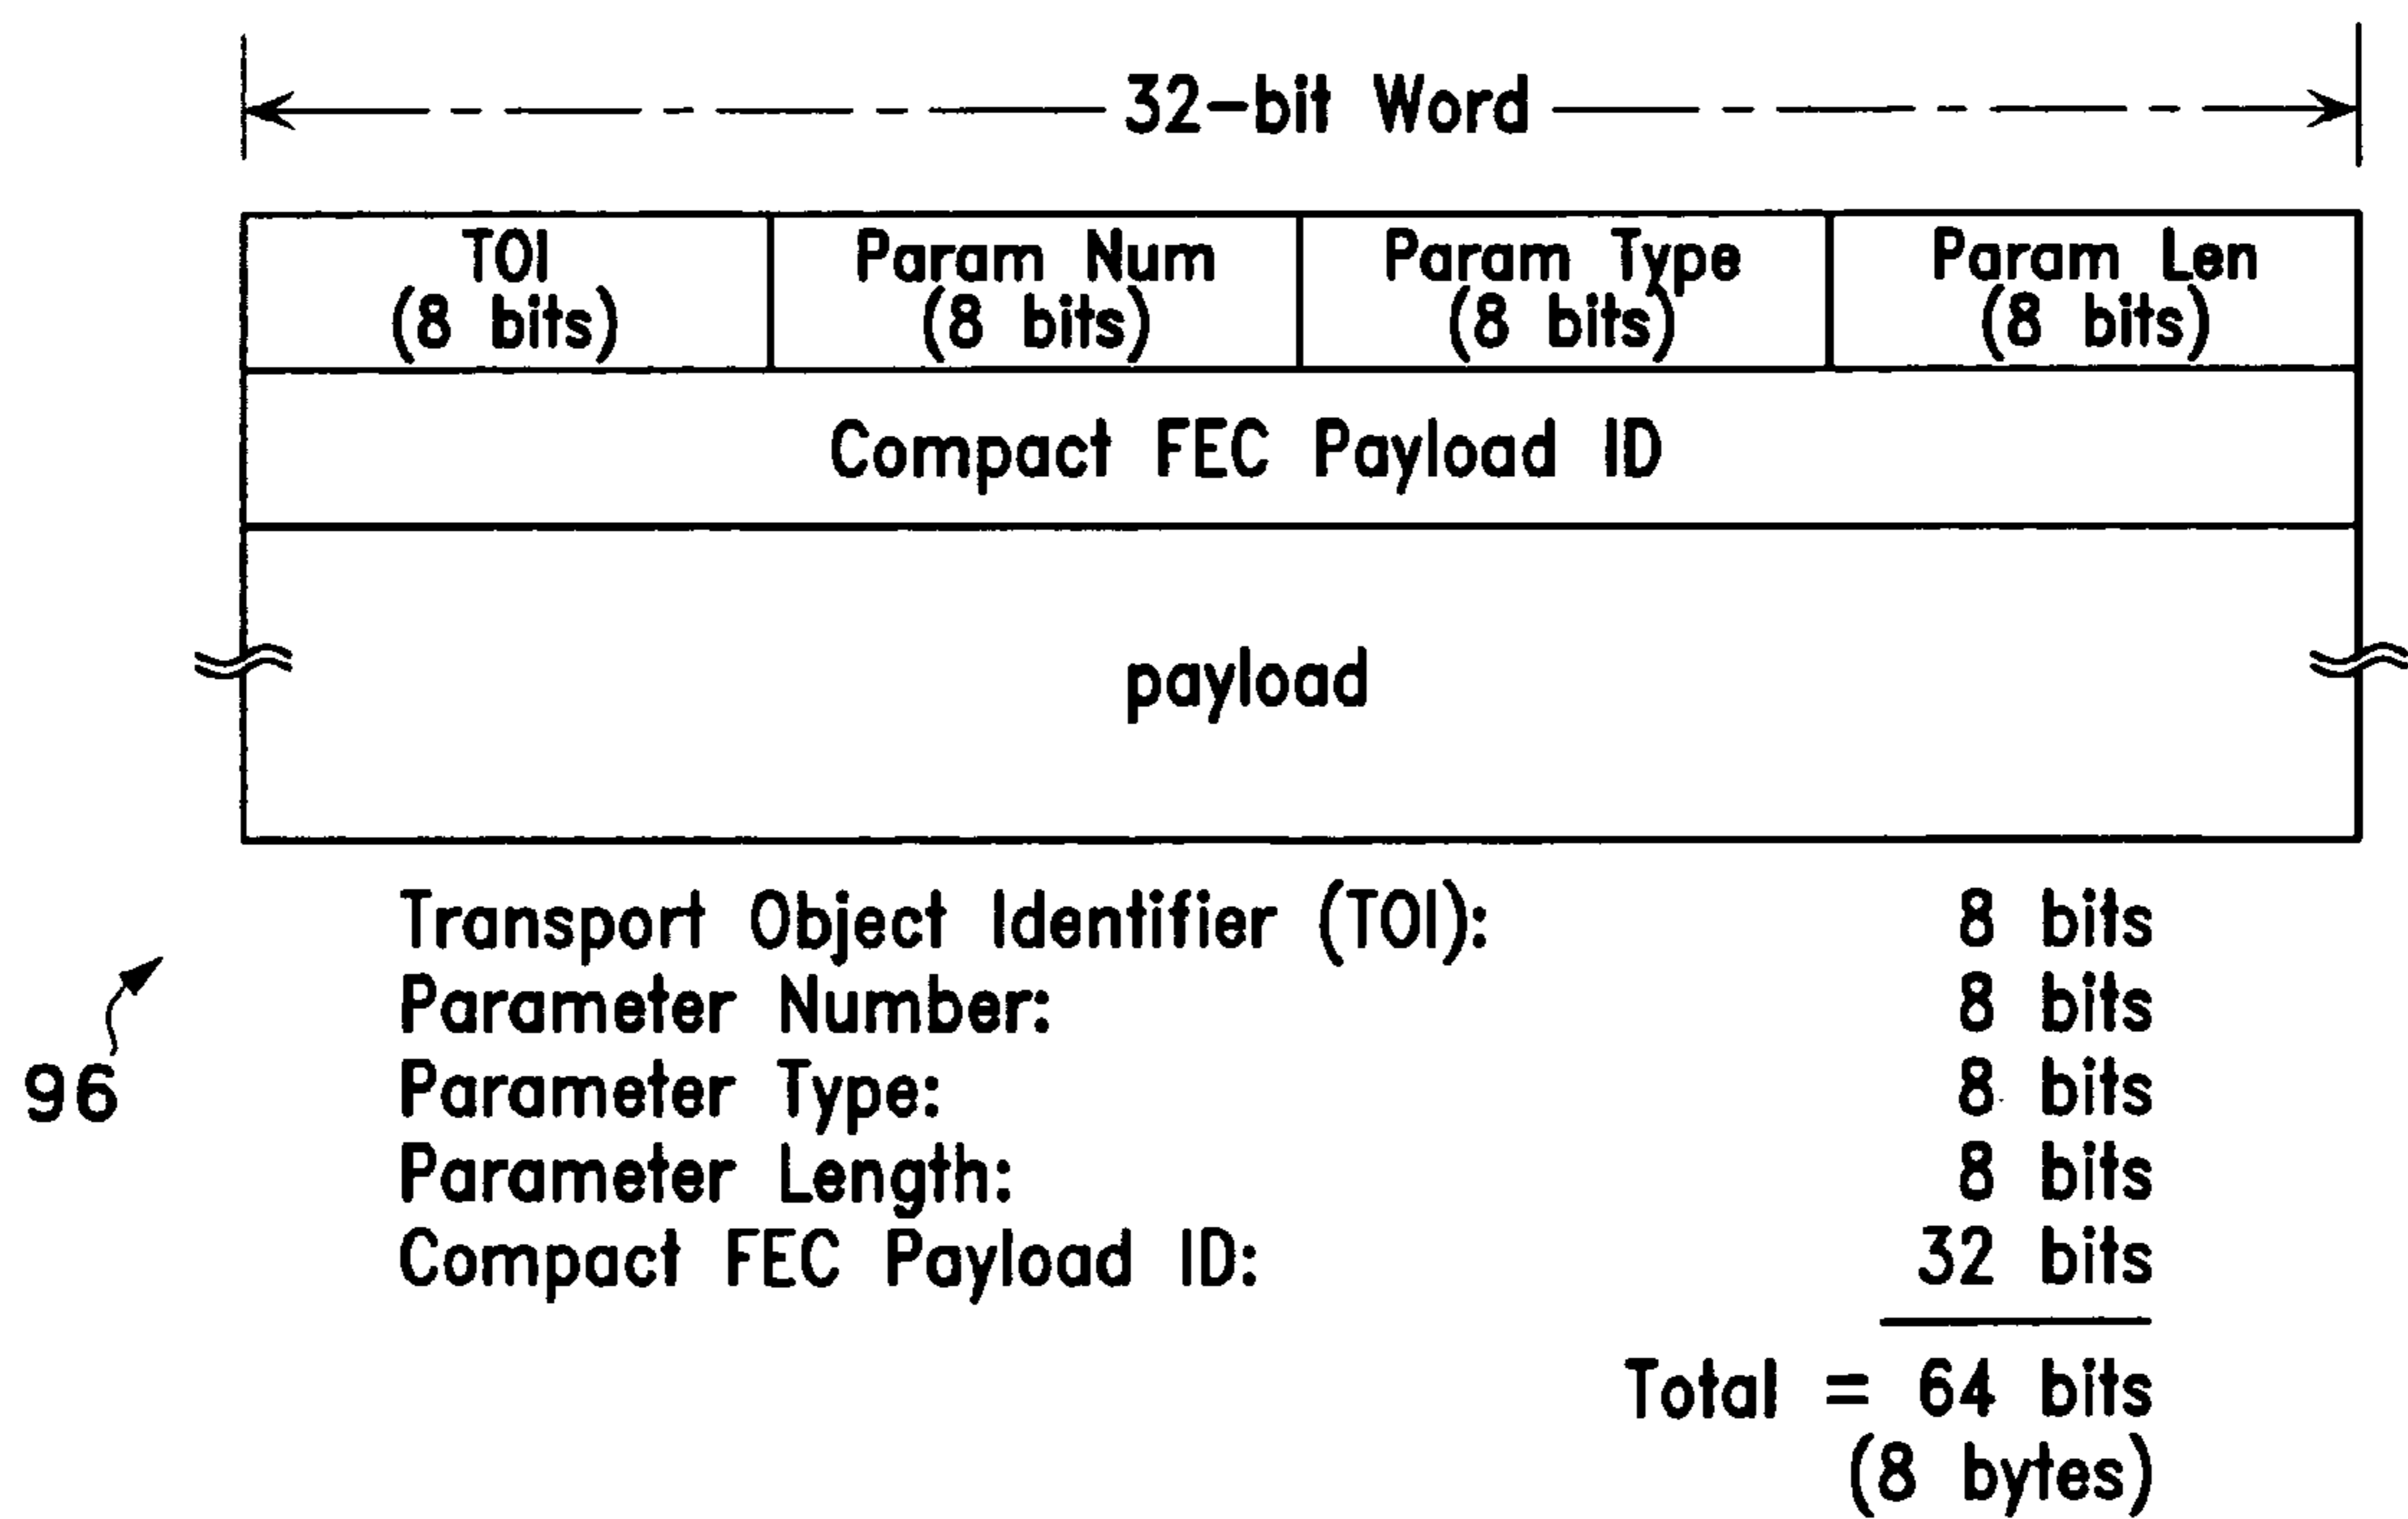 32-bit Word
TOI
(8 bits)
Param Num
(8 bits)
Param Type
(8 bits)
Param Len
(8 bits)
Compact FEC Payload ID
payload
Transport Object Identifier (TOI): 8 bits
Parameter Number: 8 bits
Parameter Type: 8 bits
Parameter Length: 8 bits
Compact FEC Payload ID: 32 bits
Total = 64 bits
(8 bytes)
96